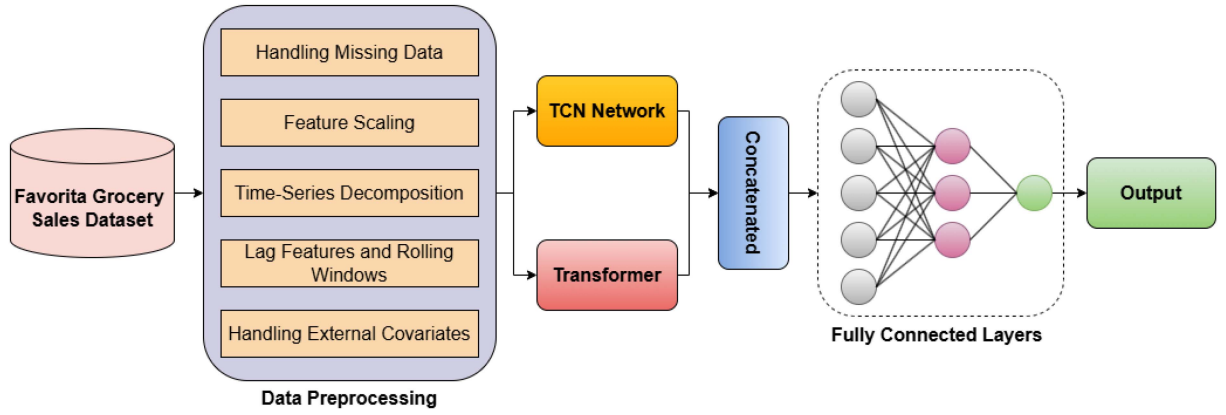 Favorita Grocery
Sales Dataset
Handling Missing Data
Feature Scaling
Time-Series Decomposition
Lag Features and Rolling
Windows
Handling External Covariates
Data Preprocessing
TCN Network
Transformer
Concatenated
Fully Connected Layers
Output